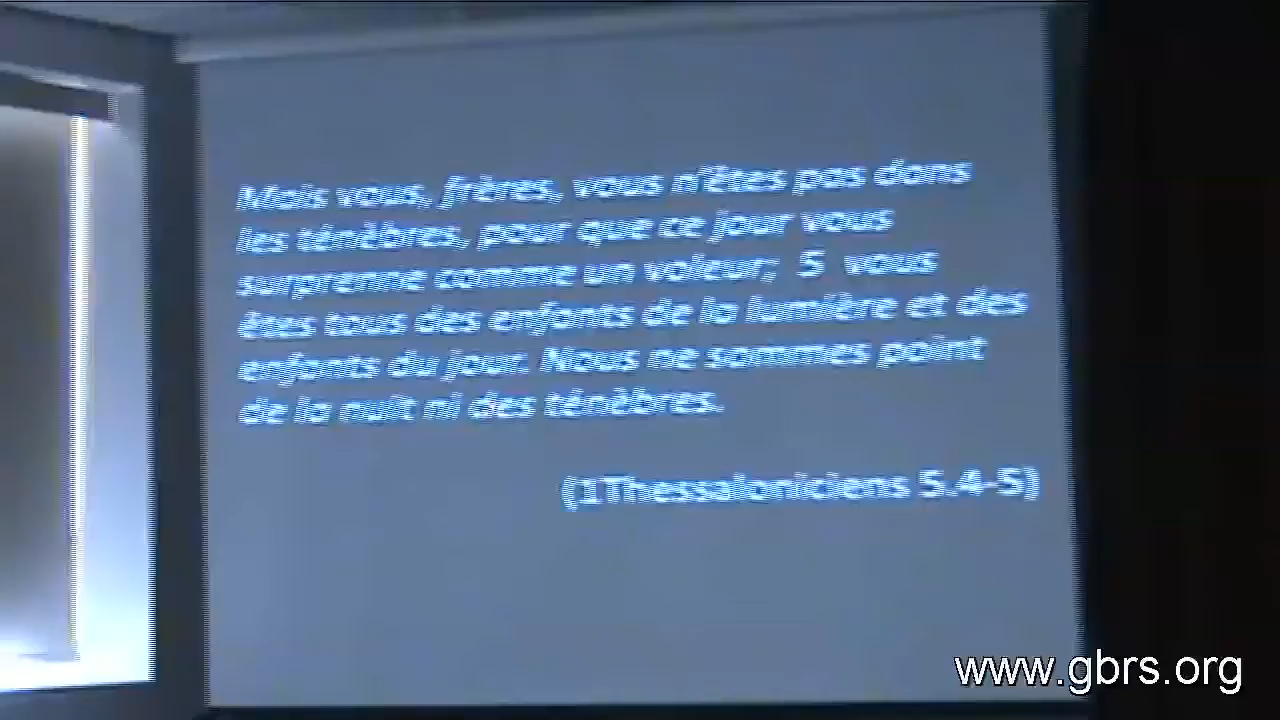 Mais vous, frères, vous n'êtes pas dans
les ténèbres, pour que ce jour vous
surprenne comme un voleur;  5  vous
êtes tous des enfants de la lumière et des
enfants du jour. Nous ne sommes point
de la nuit ni des ténèbres.
(1Thessaloniciens 5.4-5)
www.gbrs.org